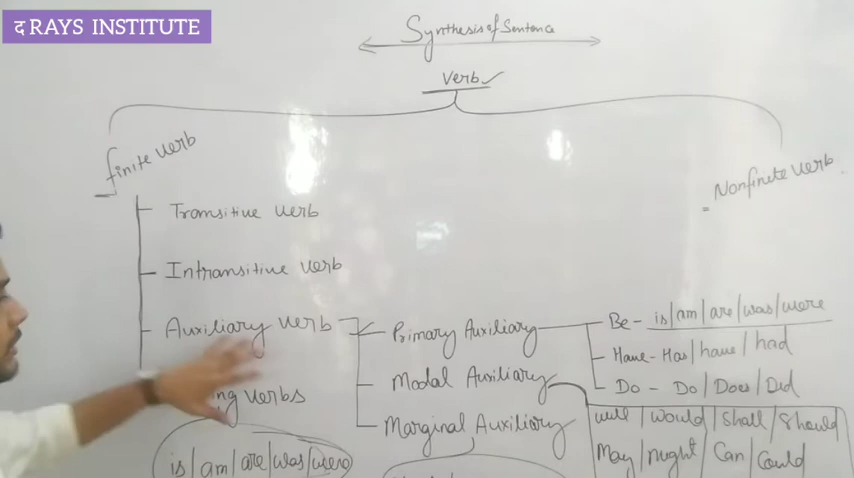 द RAYS INSTITUTE
Synthesis of Sentence
Verb
finite verb
Nonfinite verb
Transitive verb
Intransitive verb
Auxiliary verb
Primary Auxiliary
Be - is/am/are/was/were
Have - Has/have/had
Modal Auxiliary
Do - Do/Does/Did
ing verbs
Marginal Auxiliary
will/would/shall/should
is/am/are/was/were
May/might
Can/Could